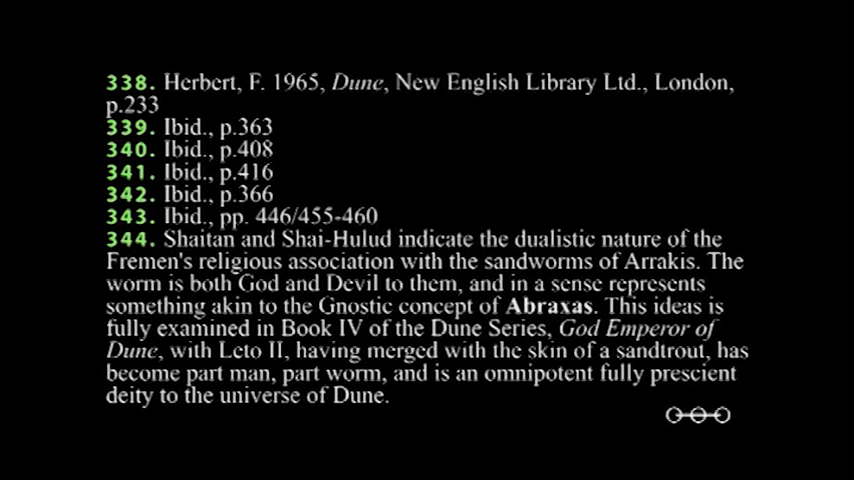 338. Herbert, F. 1965, Dune, New English Library Ltd., London,
p.233
339. Ibid., p.363
340. Ibid., p.408
341. Ibid., p.416
342. Ibid., p.366
343. Ibid., pp. 446/455-460
344. Shaitan and Shai-Hulud indicate the dualistic nature of the
Fremen's religious association with the sandworms of Arrakis. The
worm is both God and Devil to them, and in a sense represents
something akin to the Gnostic concept of Abraxas. This ideas is
fully examined in Book IV of the Dune Series, God Emperor of
Dune, with Leto II, having merged with the skin of a sandtrout, has
become part man, part worm, and is an omnipotent fully prescient
deity to the universe of Dune.